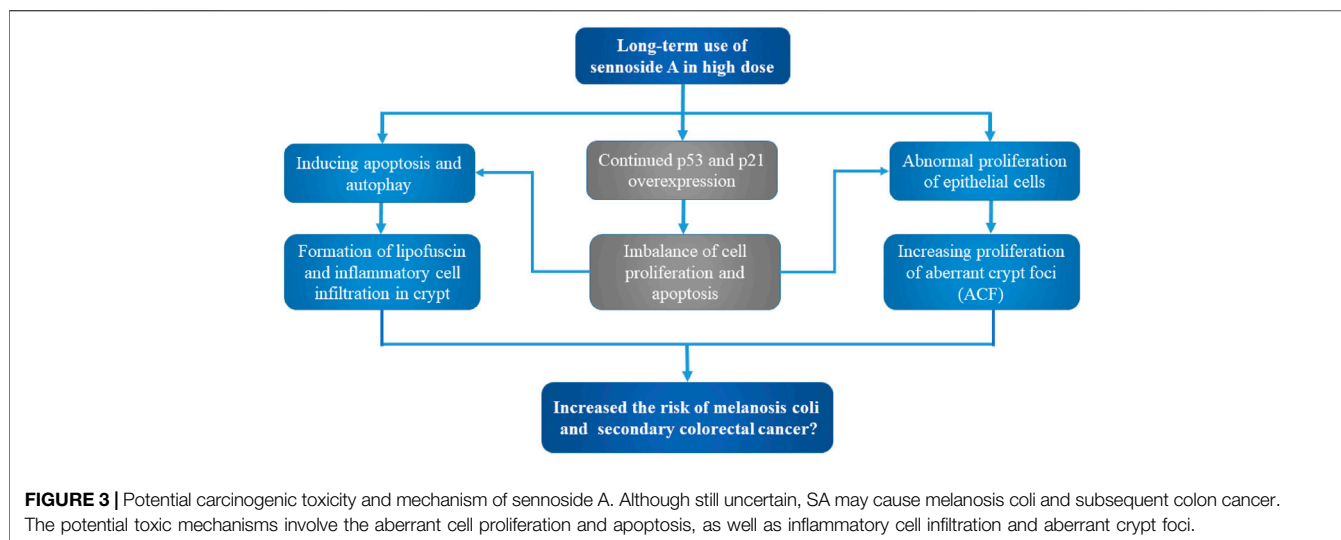 Long-term use of
sennoside A in high dose
Inducing apoptosis and
autophay
Continued p53 and p21
overexpression
Abnormal proliferation
of epithelial cells
Formation of lipofuscin
and inflammatory cell
infiltration in crypt
Imbalance of cell
proliferation and
apoptosis
Increasing proliferation
of aberrant crypt foci
(ACF)
Increased the risk of melanosis coli
and secondary colorectal cancer?
FIGURE 3 | Potential carcinogenic toxicity and mechanism of sennoside A. Although still uncertain, SA may cause melanosis coli and subsequent colon cancer.
The potential toxic mechanisms involve the aberrant cell proliferation and apoptosis, as well as inflammatory cell infiltration and aberrant crypt foci.